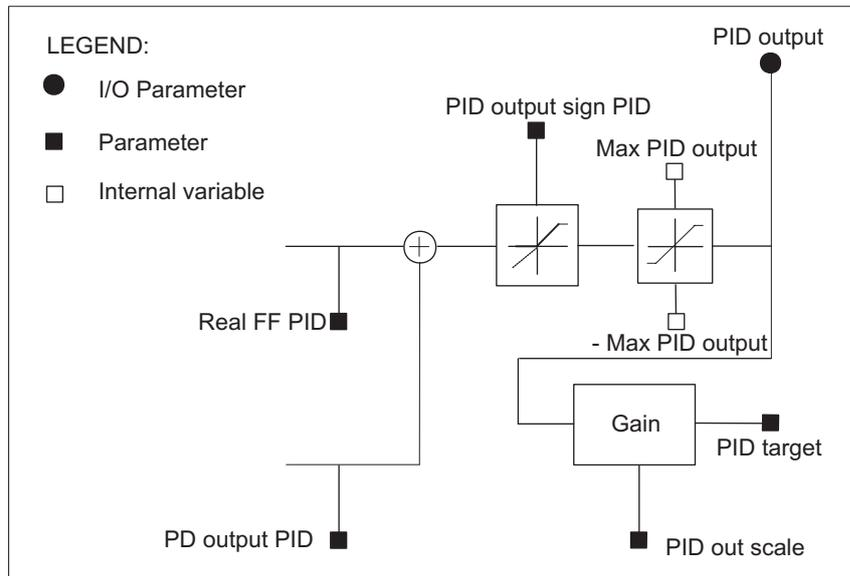 LEGEND:
I/O Parameter
Parameter
Internal variable
PID output
PID output sign PID
Max PID output
Real FF PID
- Max PID output
Gain
PID target
PD output PID
PID out scale